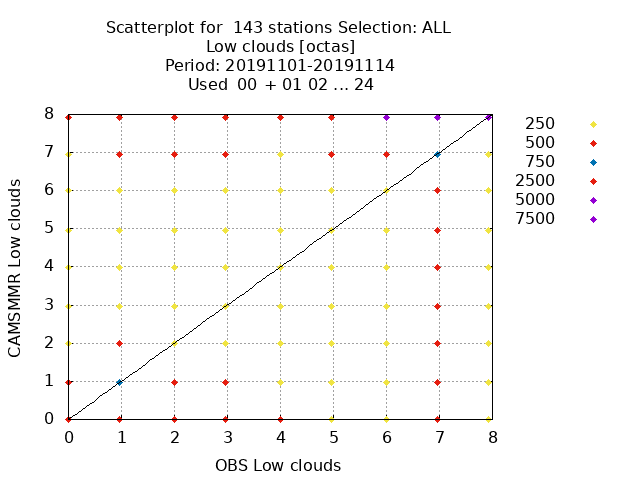 Scatterplot for  143 stations Selection: ALL
Low clouds [octas]
Period: 20191101-20191114
Used  00 + 01 02 ... 24
8
7
6
5
4
3
2
1
0
CAMSMMR Low clouds
0 1 2 3 4 5 6 7 8
OBS Low clouds
250
500
750
2500
5000
7500